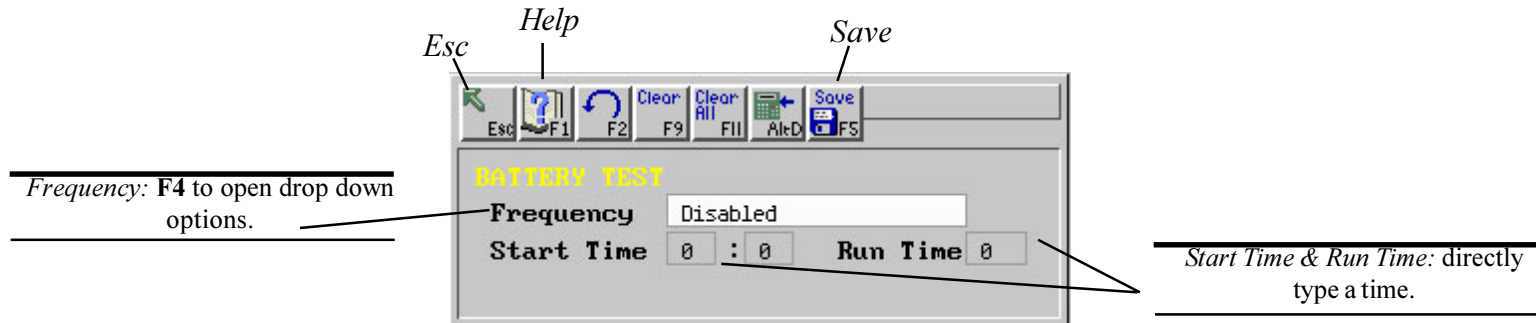 Help
Esc
Save
Clear
Clear
All
Save
Esc F1 F2 F9 F11 AltD F5
BATTERY TEST
Frequency: F4 to open drop down
options.
Frequency Disabled
Start Time 0 : 0 Run Time 0
Start Time & Run Time: directly
type a time.